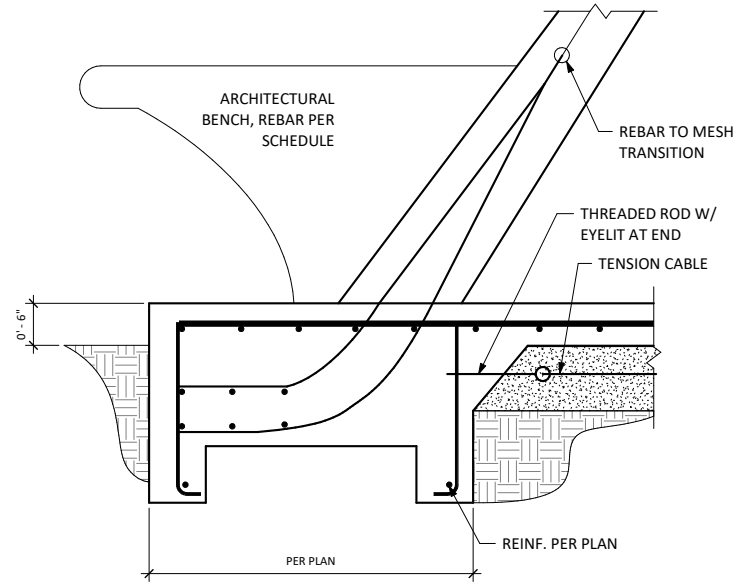 ARCHITECTURAL
BENCH, REBAR PER
SCHEDULE
REBAR TO MESH
TRANSITION
THREADED ROD W/
EYELIT AT END
TENSION CABLE
0' - 6"
PER PLAN
REINF. PER PLAN